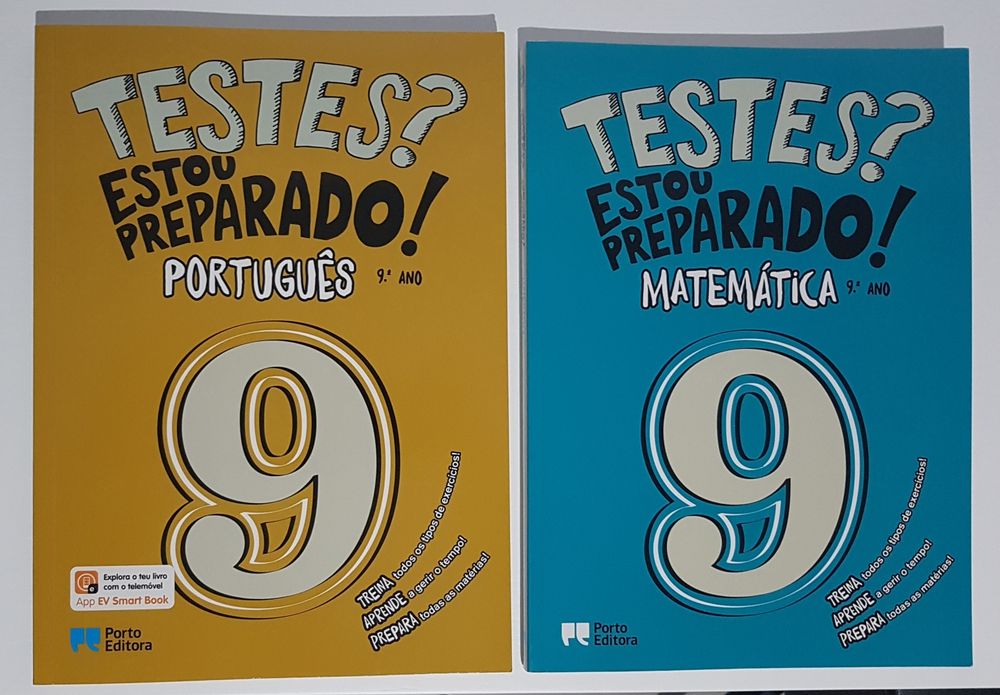 TESTES?
ESTOU
PREPARADO!
PORTUGUÊS 9.º ANO
9
TREINA todos os tipos de exercícios!
APRENDE a gerir o tempo!
PREPARA todas as matérias!
Explora o teu livro
com o telemóvel
App EV Smart Book
Porto
Editora
TESTES?
ESTOU
PREPARADO!
MATEMÁTICA 9.º ANO
9
TREINA todos os tipos de exercícios!
APRENDE a gerir o tempo!
PREPARA todas as matérias!
Porto
Editora